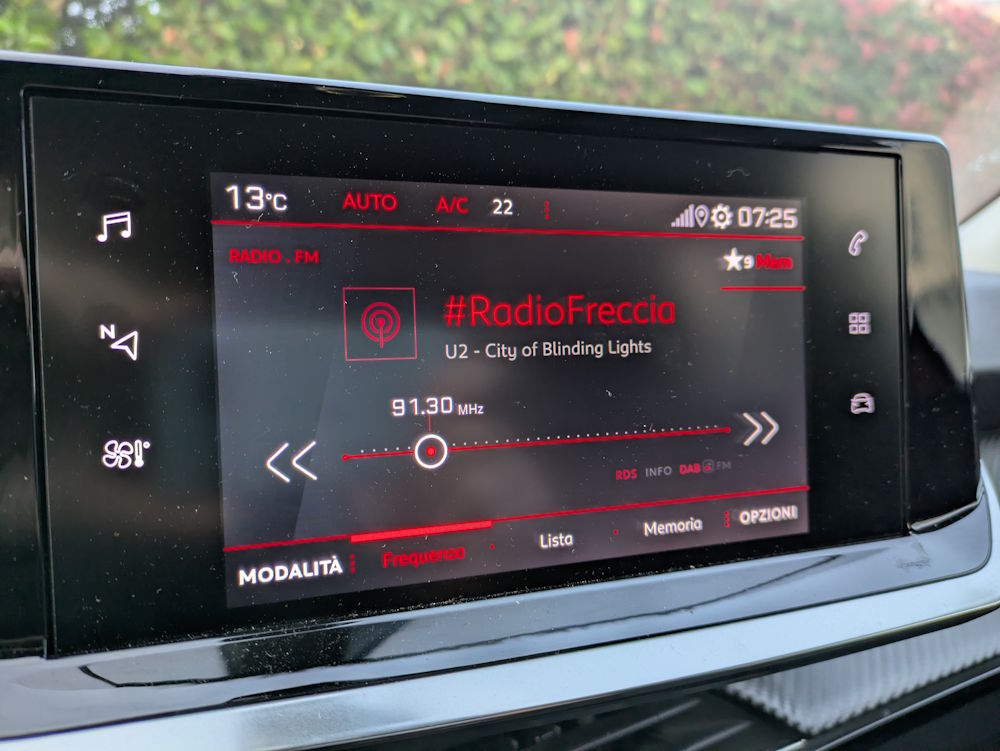 13°C AUTO A/C 22 07:25
RADIO . FM
9 Mem
#RadioFreccia
U2 - City of Blinding Lights
N
91.30 MHz
RDS INFO DAB FM
MODALITÀ Frequenza Lista Memoria OPZIONI